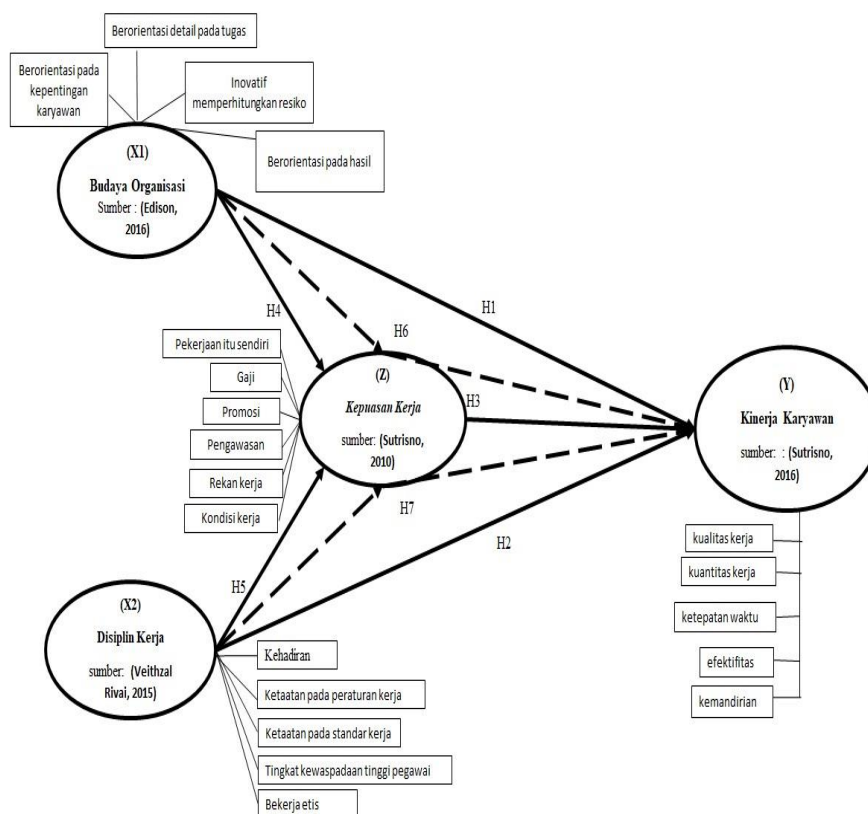 Berorientasi detail pada tugas
Berorientasi pada
kepentingan
karyawan
Inovatif
memperhitungkan resiko
Berorientasi pada hasil
(X1)
Budaya Organisasi
Sumber : (Edison,
2016)
H1
H4
H6
Pekerjaan itu sendiri
Gaji
Promosi
Pengawasan
Rekan kerja
Kondisi kerja
(Z)
Kepuasan Kerja
sumber: (Sutrisno,
2010)
H3
(Y)
Kinerja Karyawan
sumber: : (Sutrisno,
2016)
H7
H2
H5
kualitas kerja
kuantitas kerja
ketepatan waktu
efektifitas
kemandirian
(X2)
Disiplin Kerja
sumber: (Veithzal
Rivai, 2015)
Kehadiran
Ketaatan pada peraturan kerja
Ketaatan pada standar kerja
Tingkat kewaspadaan tinggi pegawai
Bekerja etis